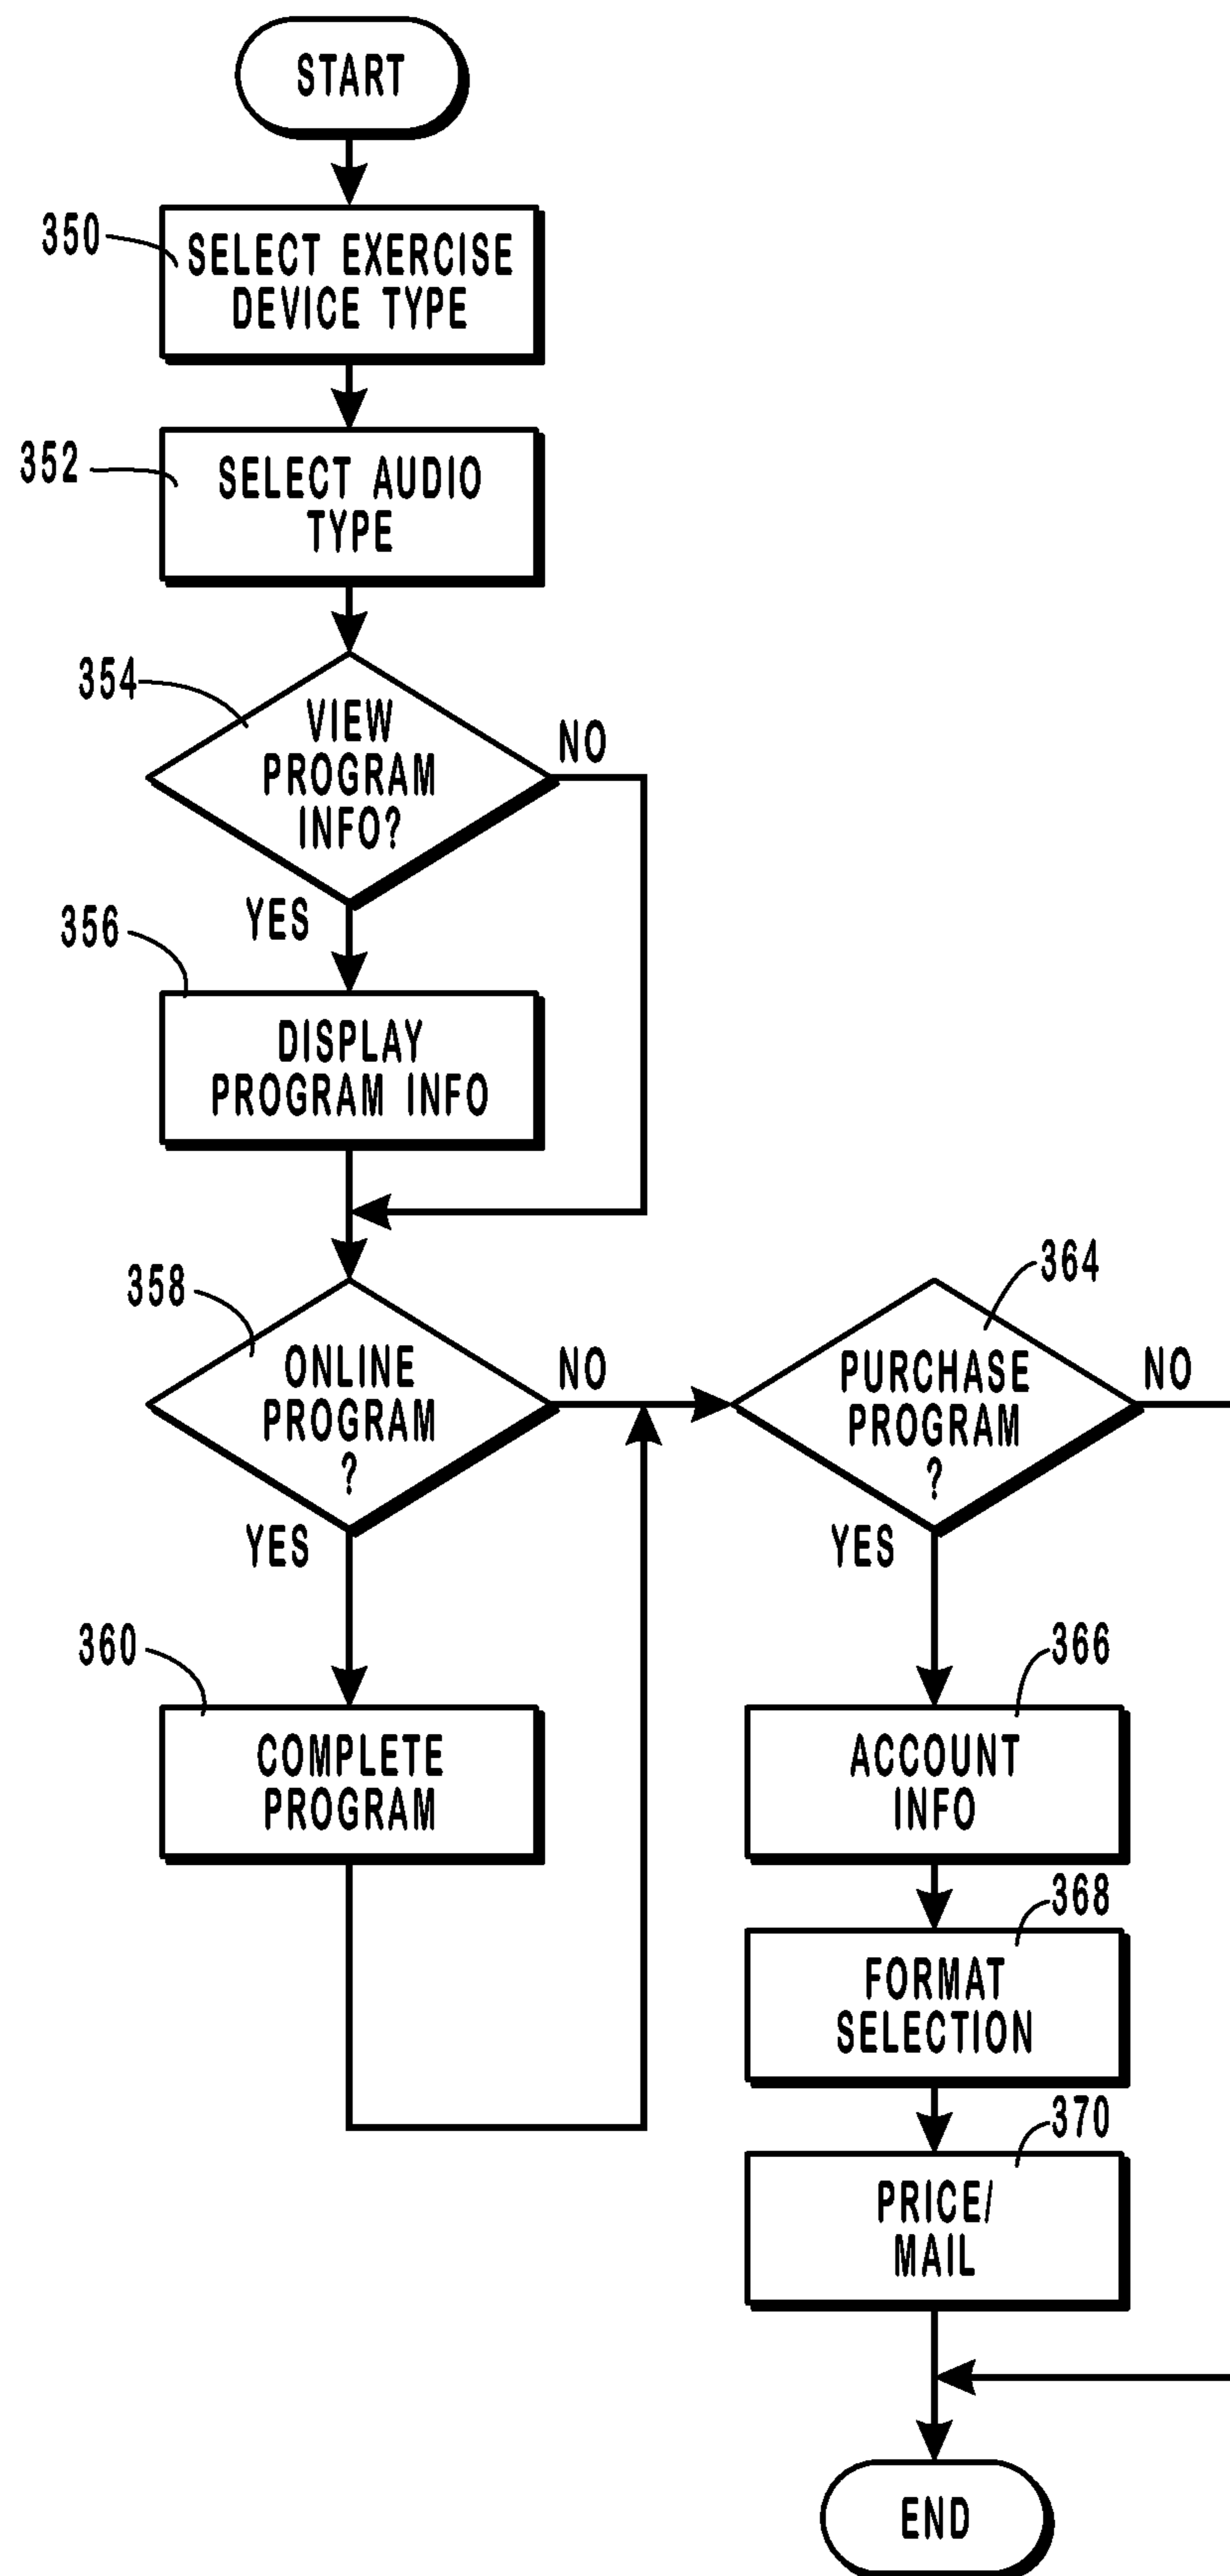 START
350
SELECT EXERCISE
DEVICE TYPE
352
SELECT AUDIO
TYPE
354
VIEW
PROGRAM
INFO?
NO
YES
356
DISPLAY
PROGRAM INFO
358
ONLINE
PROGRAM
?
NO
YES
360
COMPLETE
PROGRAM
364
PURCHASE
PROGRAM
?
NO
YES
366
ACCOUNT
INFO
368
FORMAT
SELECTION
370
PRICE/
MAIL
END